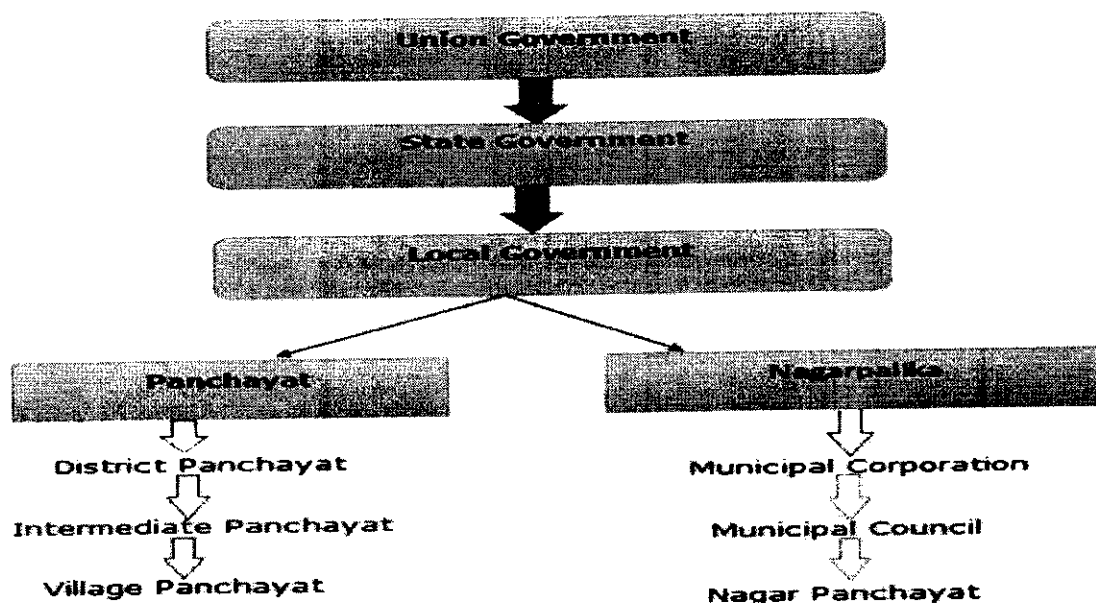 Union Government
State Government
Local Government
Panchayat
Nagarpalika
District Panchayat
Municipal Corporation
Intermediate Panchayat
Municipal Council
Village Panchayat
Nagar Panchayat